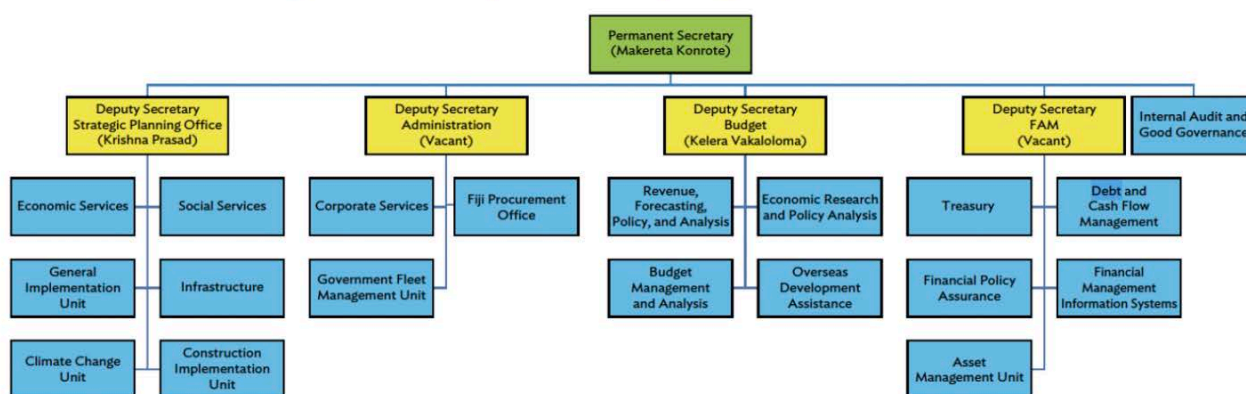 Permanent Secretary
(Makereta Konrote)
Deputy Secretary
Strategic Planning Office
(Krishna Prasad)
Deputy Secretary
Administration
(Vacant)
Deputy Secretary
Budget
(Kelera Vakaloloma)
Deputy Secretary
FAM
(Vacant)
Internal Audit and
Good Governance
Economic Services
Social Services
Corporate Services
Fiji Procurement
Office
Revenue,
Forecasting,
Policy, and Analysis
Economic Research
and Policy Analysis
Treasury
Debt and
Cash Flow
Management
General
Implementation
Unit
Infrastructure
Government Fleet
Management Unit
Budget
Management
and Analysis
Overseas
Development
Assistance
Financial Policy
Assurance
Financial
Management
Information Systems
Climate Change
Unit
Construction
Implementation
Unit
Asset
Management Unit